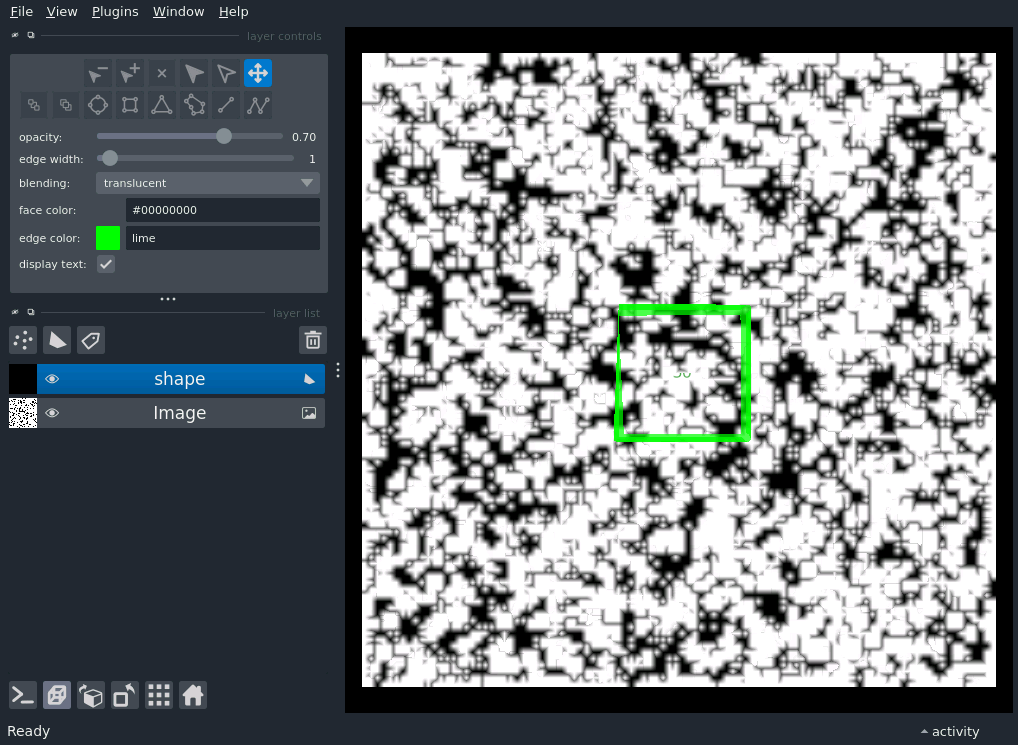 File View Plugins Window Help
layer controls
opacity: 0.70
edge width: 1
blending: translucent
face color: #00000000
edge color: lime
display text:
layer list
shape
Image
Ready
activity